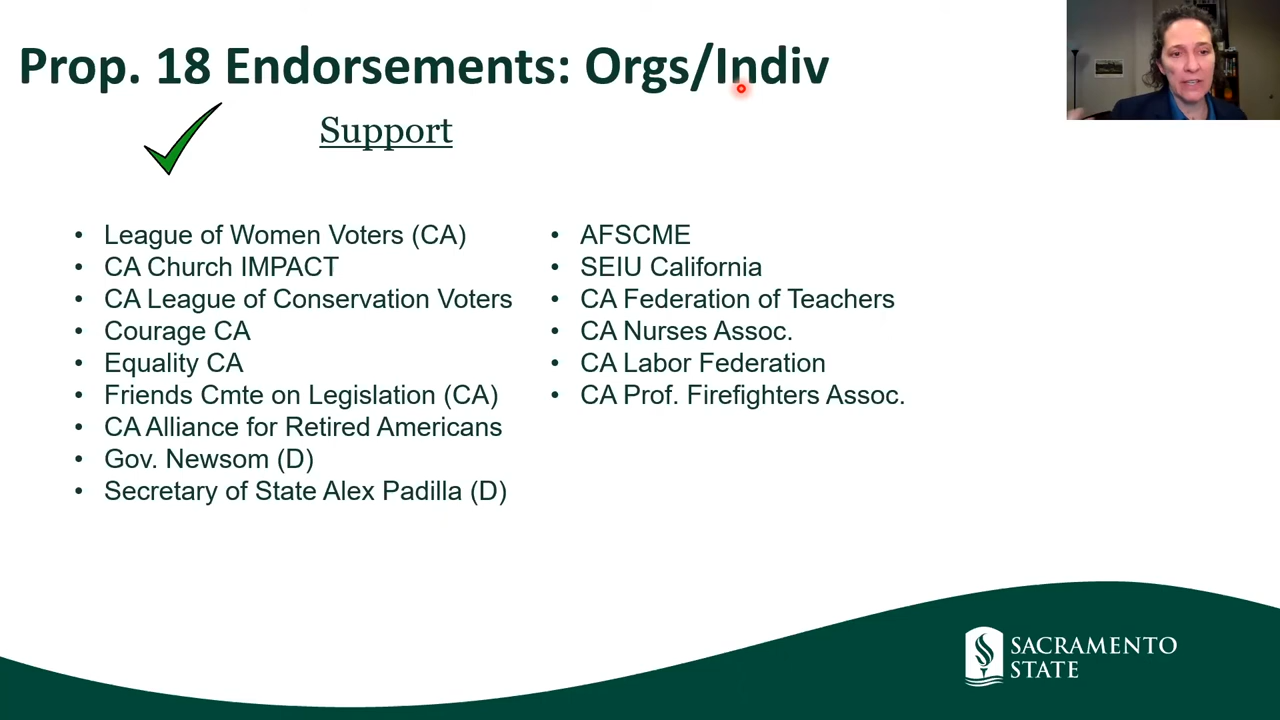 Prop. 18 Endorsements: Orgs/Indiv
Support
• League of Women Voters (CA)
• CA Church IMPACT
• CA League of Conservation Voters
• Courage CA
• Equality CA
• Friends Cmte on Legislation (CA)
• CA Alliance for Retired Americans
• Gov. Newsom (D)
• Secretary of State Alex Padilla (D)
• AFSCME
• SEIU California
• CA Federation of Teachers
• CA Nurses Assoc.
• CA Labor Federation
• CA Prof. Firefighters Assoc.
SACRAMENTO
STATE